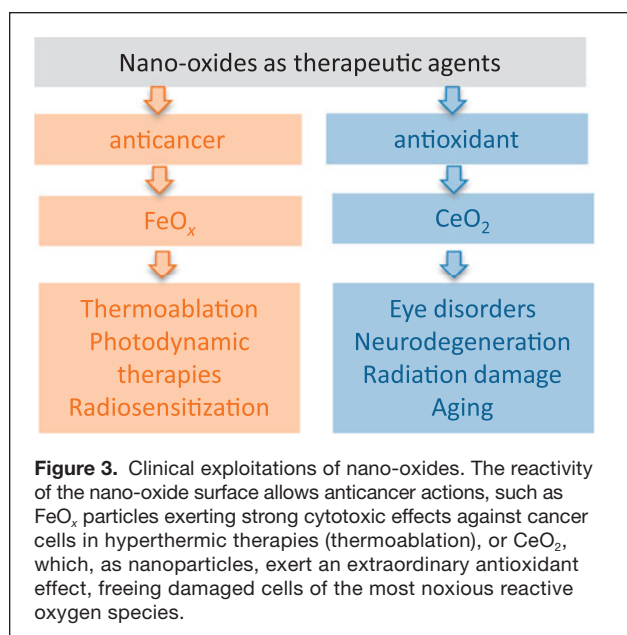 Nano-oxides as therapeutic agents
anticancer
FeOₓ
Thermoablation
Photodynamic
therapies
Radiosensitization
antioxidant
CeO₂
Eye disorders
Neurodegeneration
Radiation damage
Aging
Figure 3. Clinical exploitations of nano-oxides. The reactivity
of the nano-oxide surface allows anticancer actions, such as
FeOₓ particles exerting strong cytotoxic effects against cancer
cells in hyperthermic therapies (thermoablation), or CeO₂,
which, as nanoparticles, exert an extraordinary antioxidant
effect, freeing damaged cells of the most noxious reactive
oxygen species.